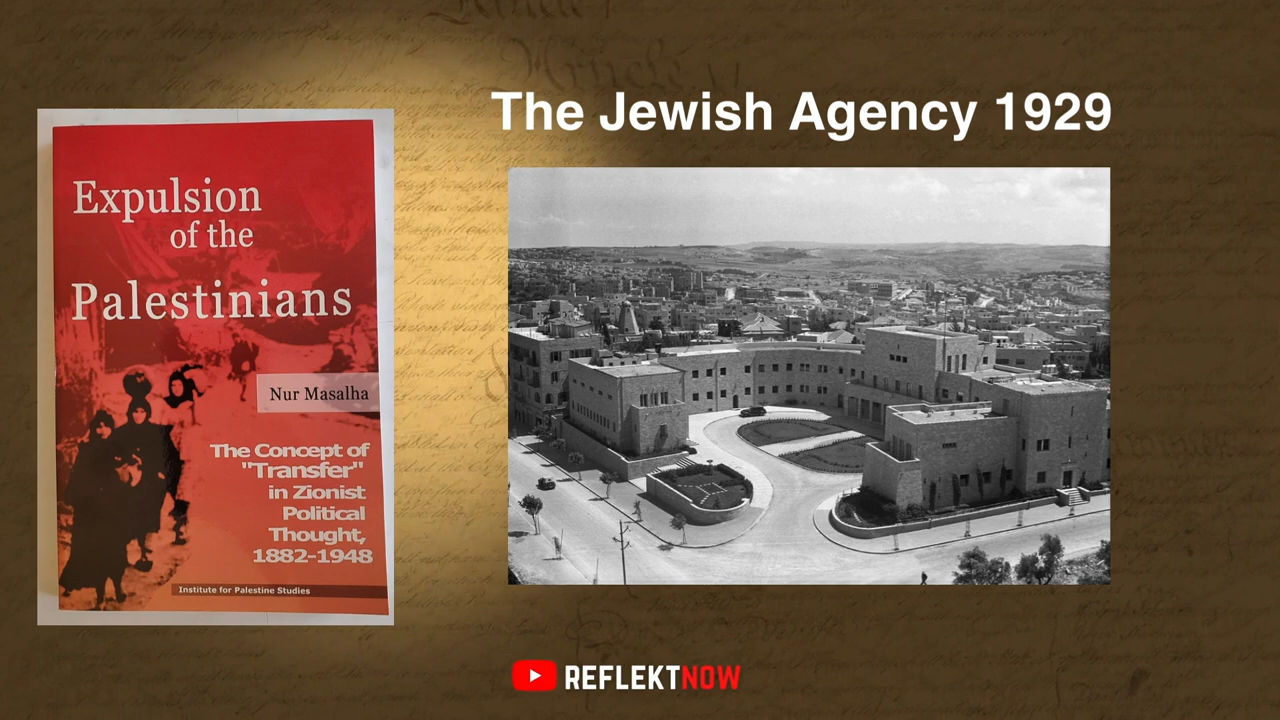 The Jewish Agency 1929
Expulsion
of the
Palestinians
Nur Masalha
The Concept of
"Transfer"
in Zionist
Political
Thought,
1882-1948
Institute for Palestine Studies
REFLEKTNOW